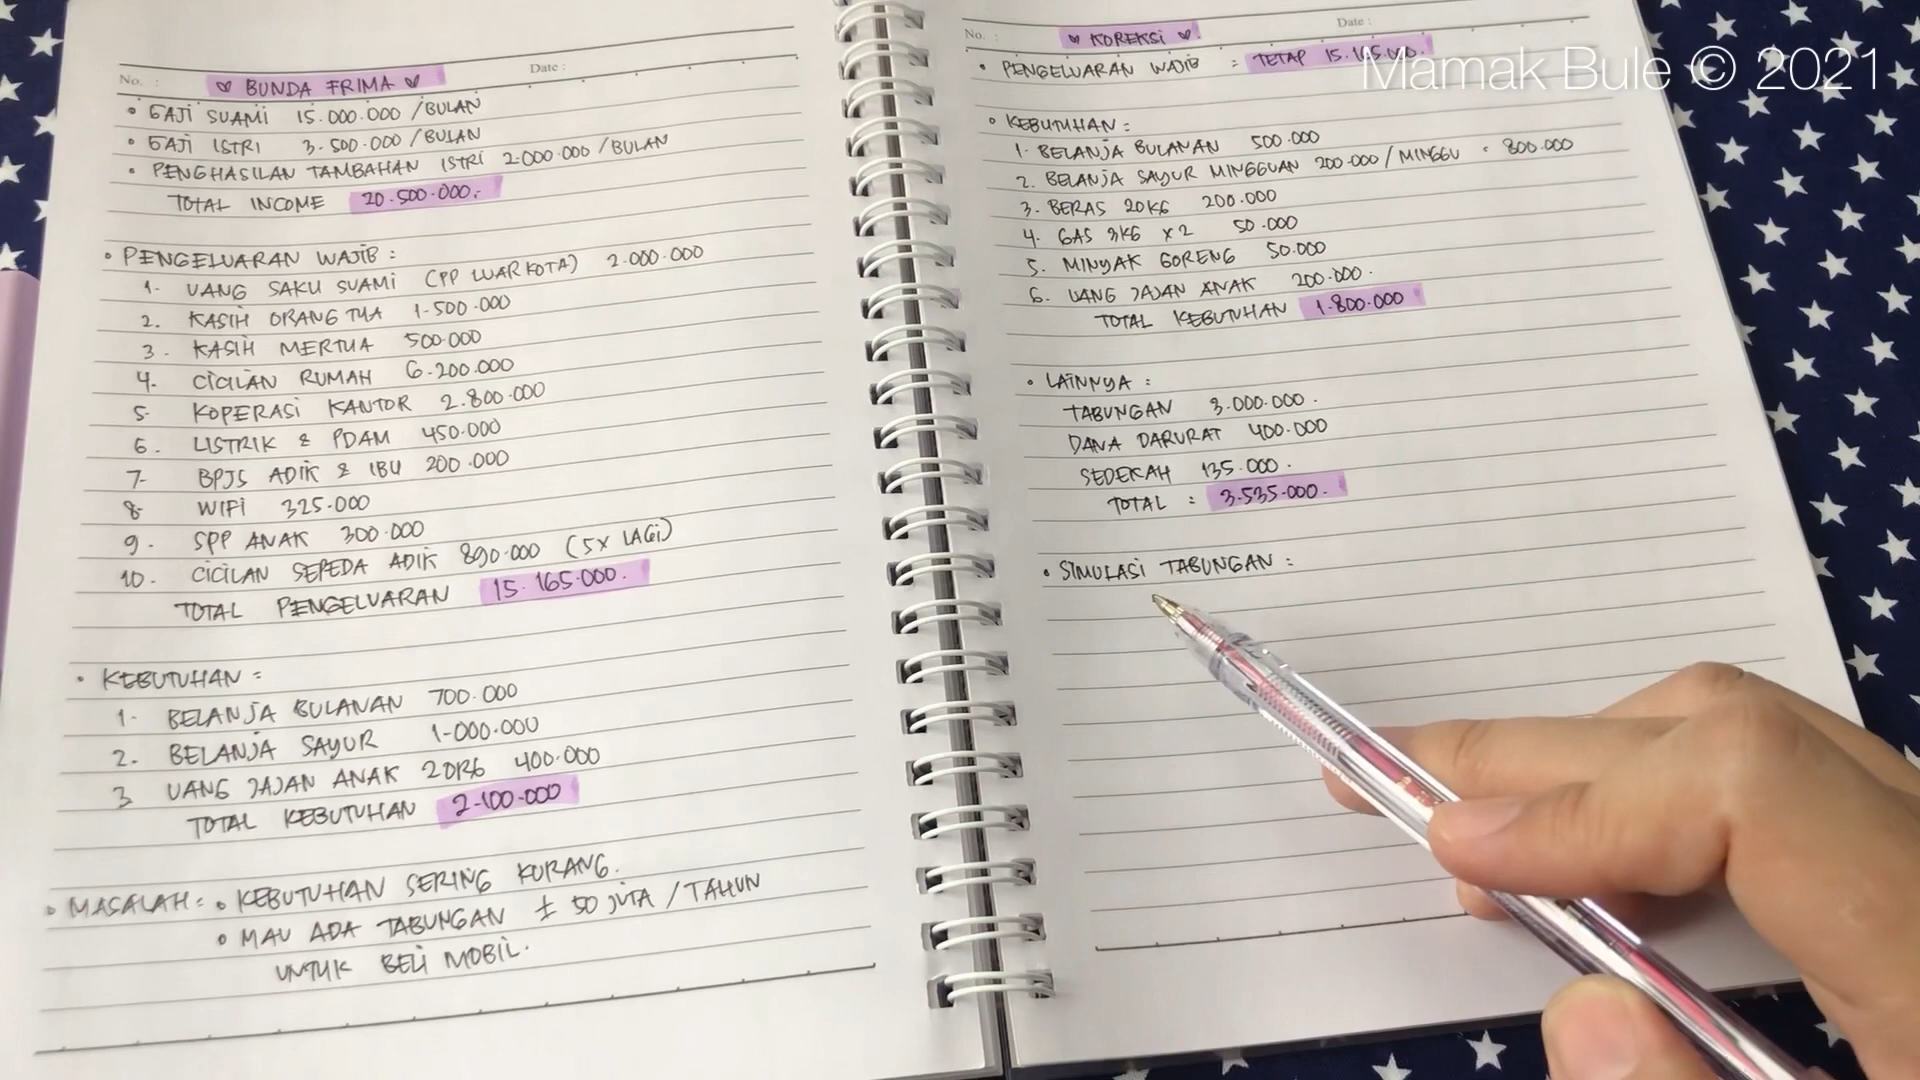 No. :
Date :
BUNDA FRIMA
• GAJI SUAMI 15.000.000 /BULAN
• GAJI ISTRI 3.500.000 /BULAN
• PENGHASILAN TAMBAHAN ISTRI 2.000.000 /BULAN
TOTAL INCOME 20.500.000.-
• PENGELUARAN WAJIB :
1. UANG SAKU SUAMI (PP LUAR KOTA) 2.000.000
2. KASIH ORANG TUA 1.500.000
3. KASIH MERTUA 500.000
4. CICILAN RUMAH 6.200.000
5. KOPERASI KANTOR 2.800.000
6. LISTRIK & PDAM 450.000
7. BPJS ADIK & IBU 200.000
8. WIFI 325.000
9. SPP ANAK 300.000
10. CICILAN SEPEDA ADIK 890.000 (5X LAGI)
TOTAL PENGELUARAN 15.165.000.
• KEBUTUHAN =
1. BELANJA BULANAN 700.000
2. BELANJA SAYUR 1.000.000
3 UANG JAJAN ANAK 2 ORG 400.000
TOTAL KEBUTUHAN 2.100.000
• MASALAH = • KEBUTUHAN SERING KURANG.
• MAU ADA TABUNGAN ± 50 JUTA / TAHUN
UNTUK BELI MOBIL.
No. :
Date :
KOREKSI
• PENGELUARAN WAJIB = TETAP 15.165.000.
• KEBUTUHAN =
1. BELANJA BULANAN 500.000
2. BELANJA SAYUR MINGGUAN 200.000 / MINGGU = 800.000
3. BERAS 20KG 200.000
4. GAS 3KG X2 50.000
5. MINYAK GORENG 50.000
6. UANG JAJAN ANAK 200.000.
TOTAL KEBUTUHAN 1.800.000
• LAINNYA :
TABUNGAN 3.000.000.
DANA DARURAT 400.000
SEDEKAH 135.000.
TOTAL : 3.535.000.
• SIMULASI TABUNGAN :
Mamak Bule © 2021